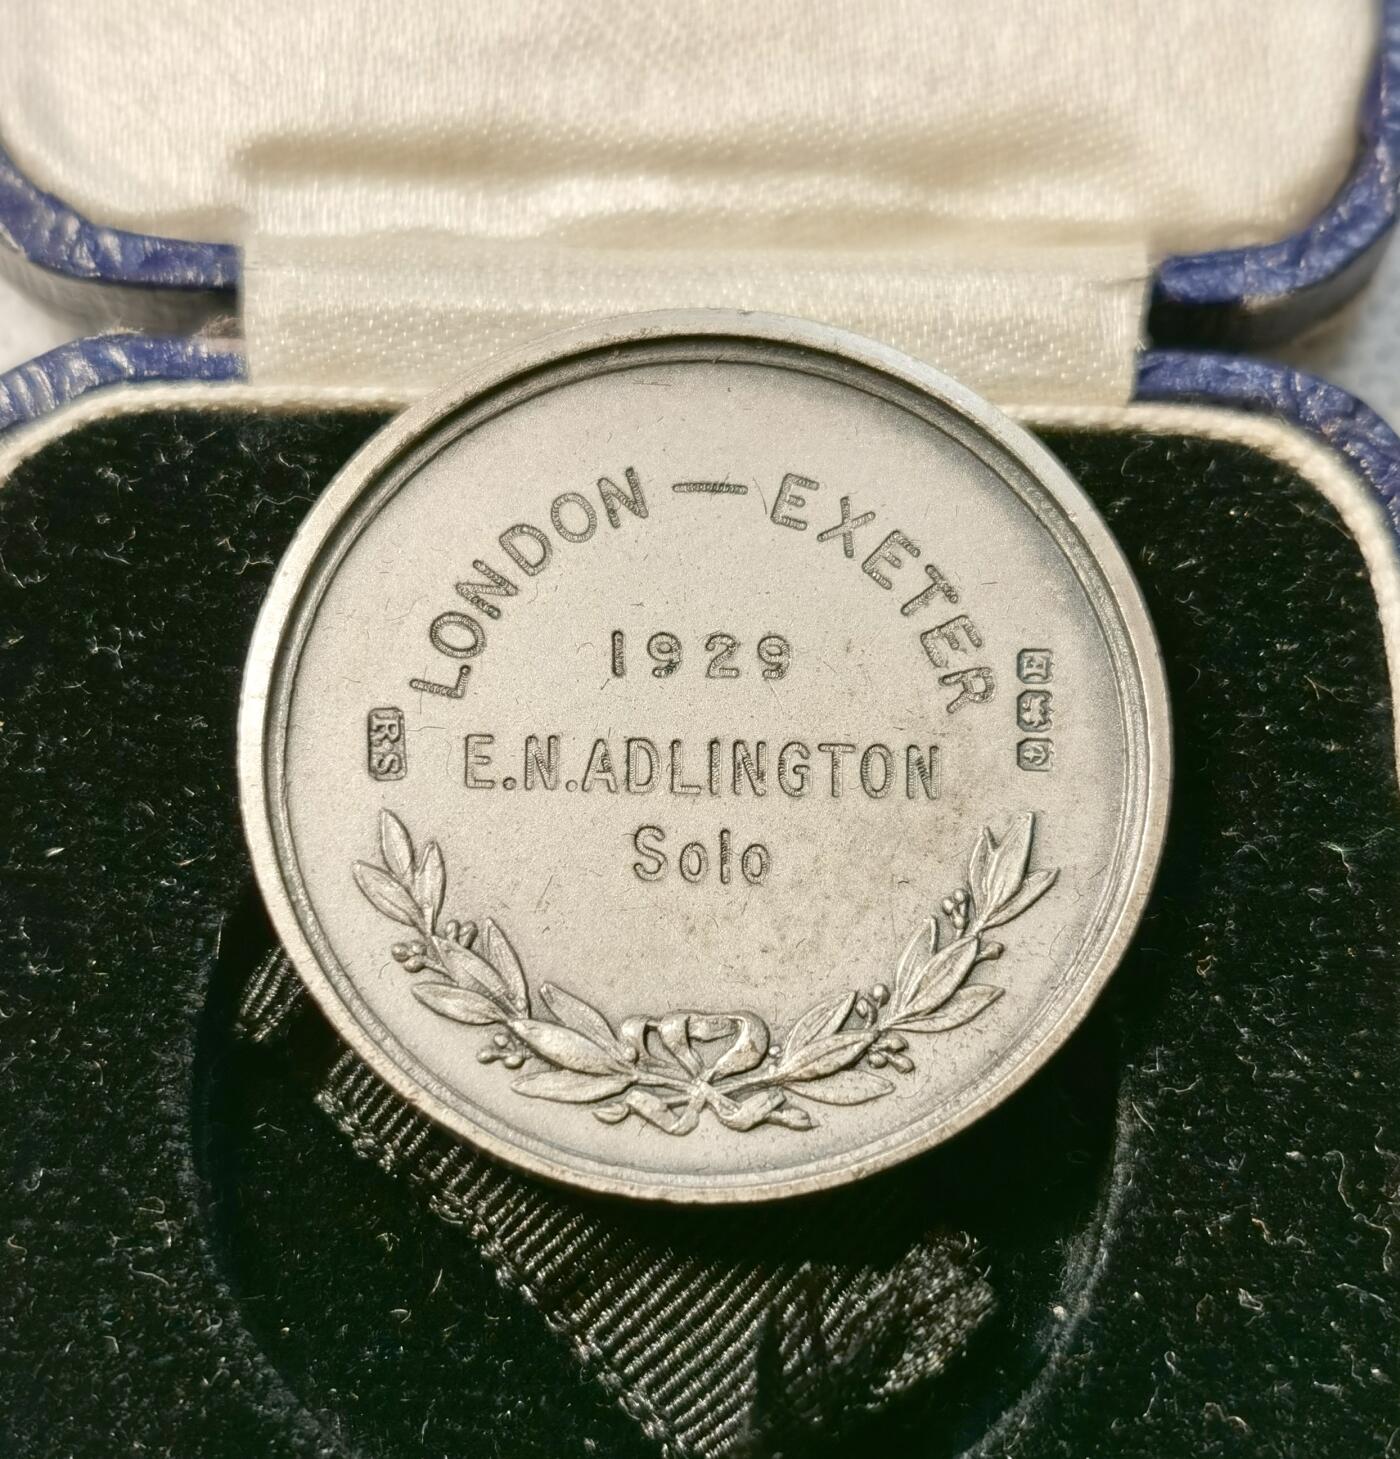 LONDON — EXETER
1929
E.N.ADLINGTON
Solo
R.S